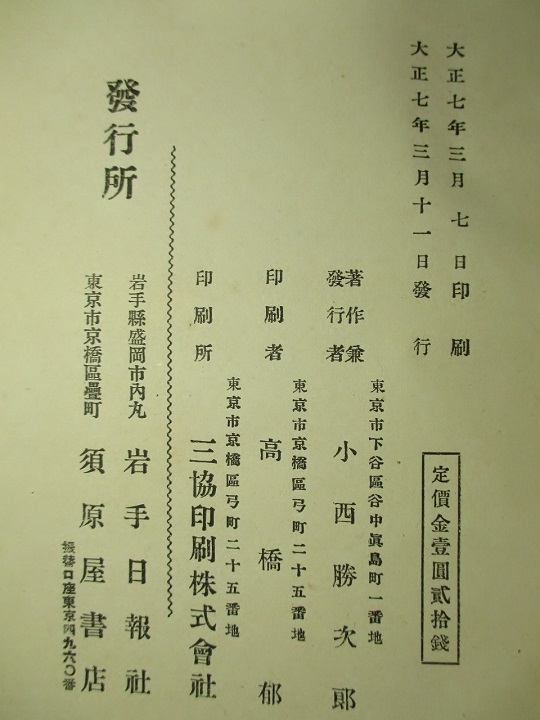 大正七年三月七日印刷
大正七年三月十一日發行
定價金壹圓貳拾錢
東京市下谷區谷中眞島町一番地
著作兼發行者 小西勝次郎
東京市京橋區弓町二十五番地
印刷者 高橋郁
東京市京橋區弓町二十五番地
印刷所 三協印刷株式會社
發行所
岩手縣盛岡市內丸 岩手日報社
東京市京橋區疊町 須原屋書店
振替口座東京四九六〇番